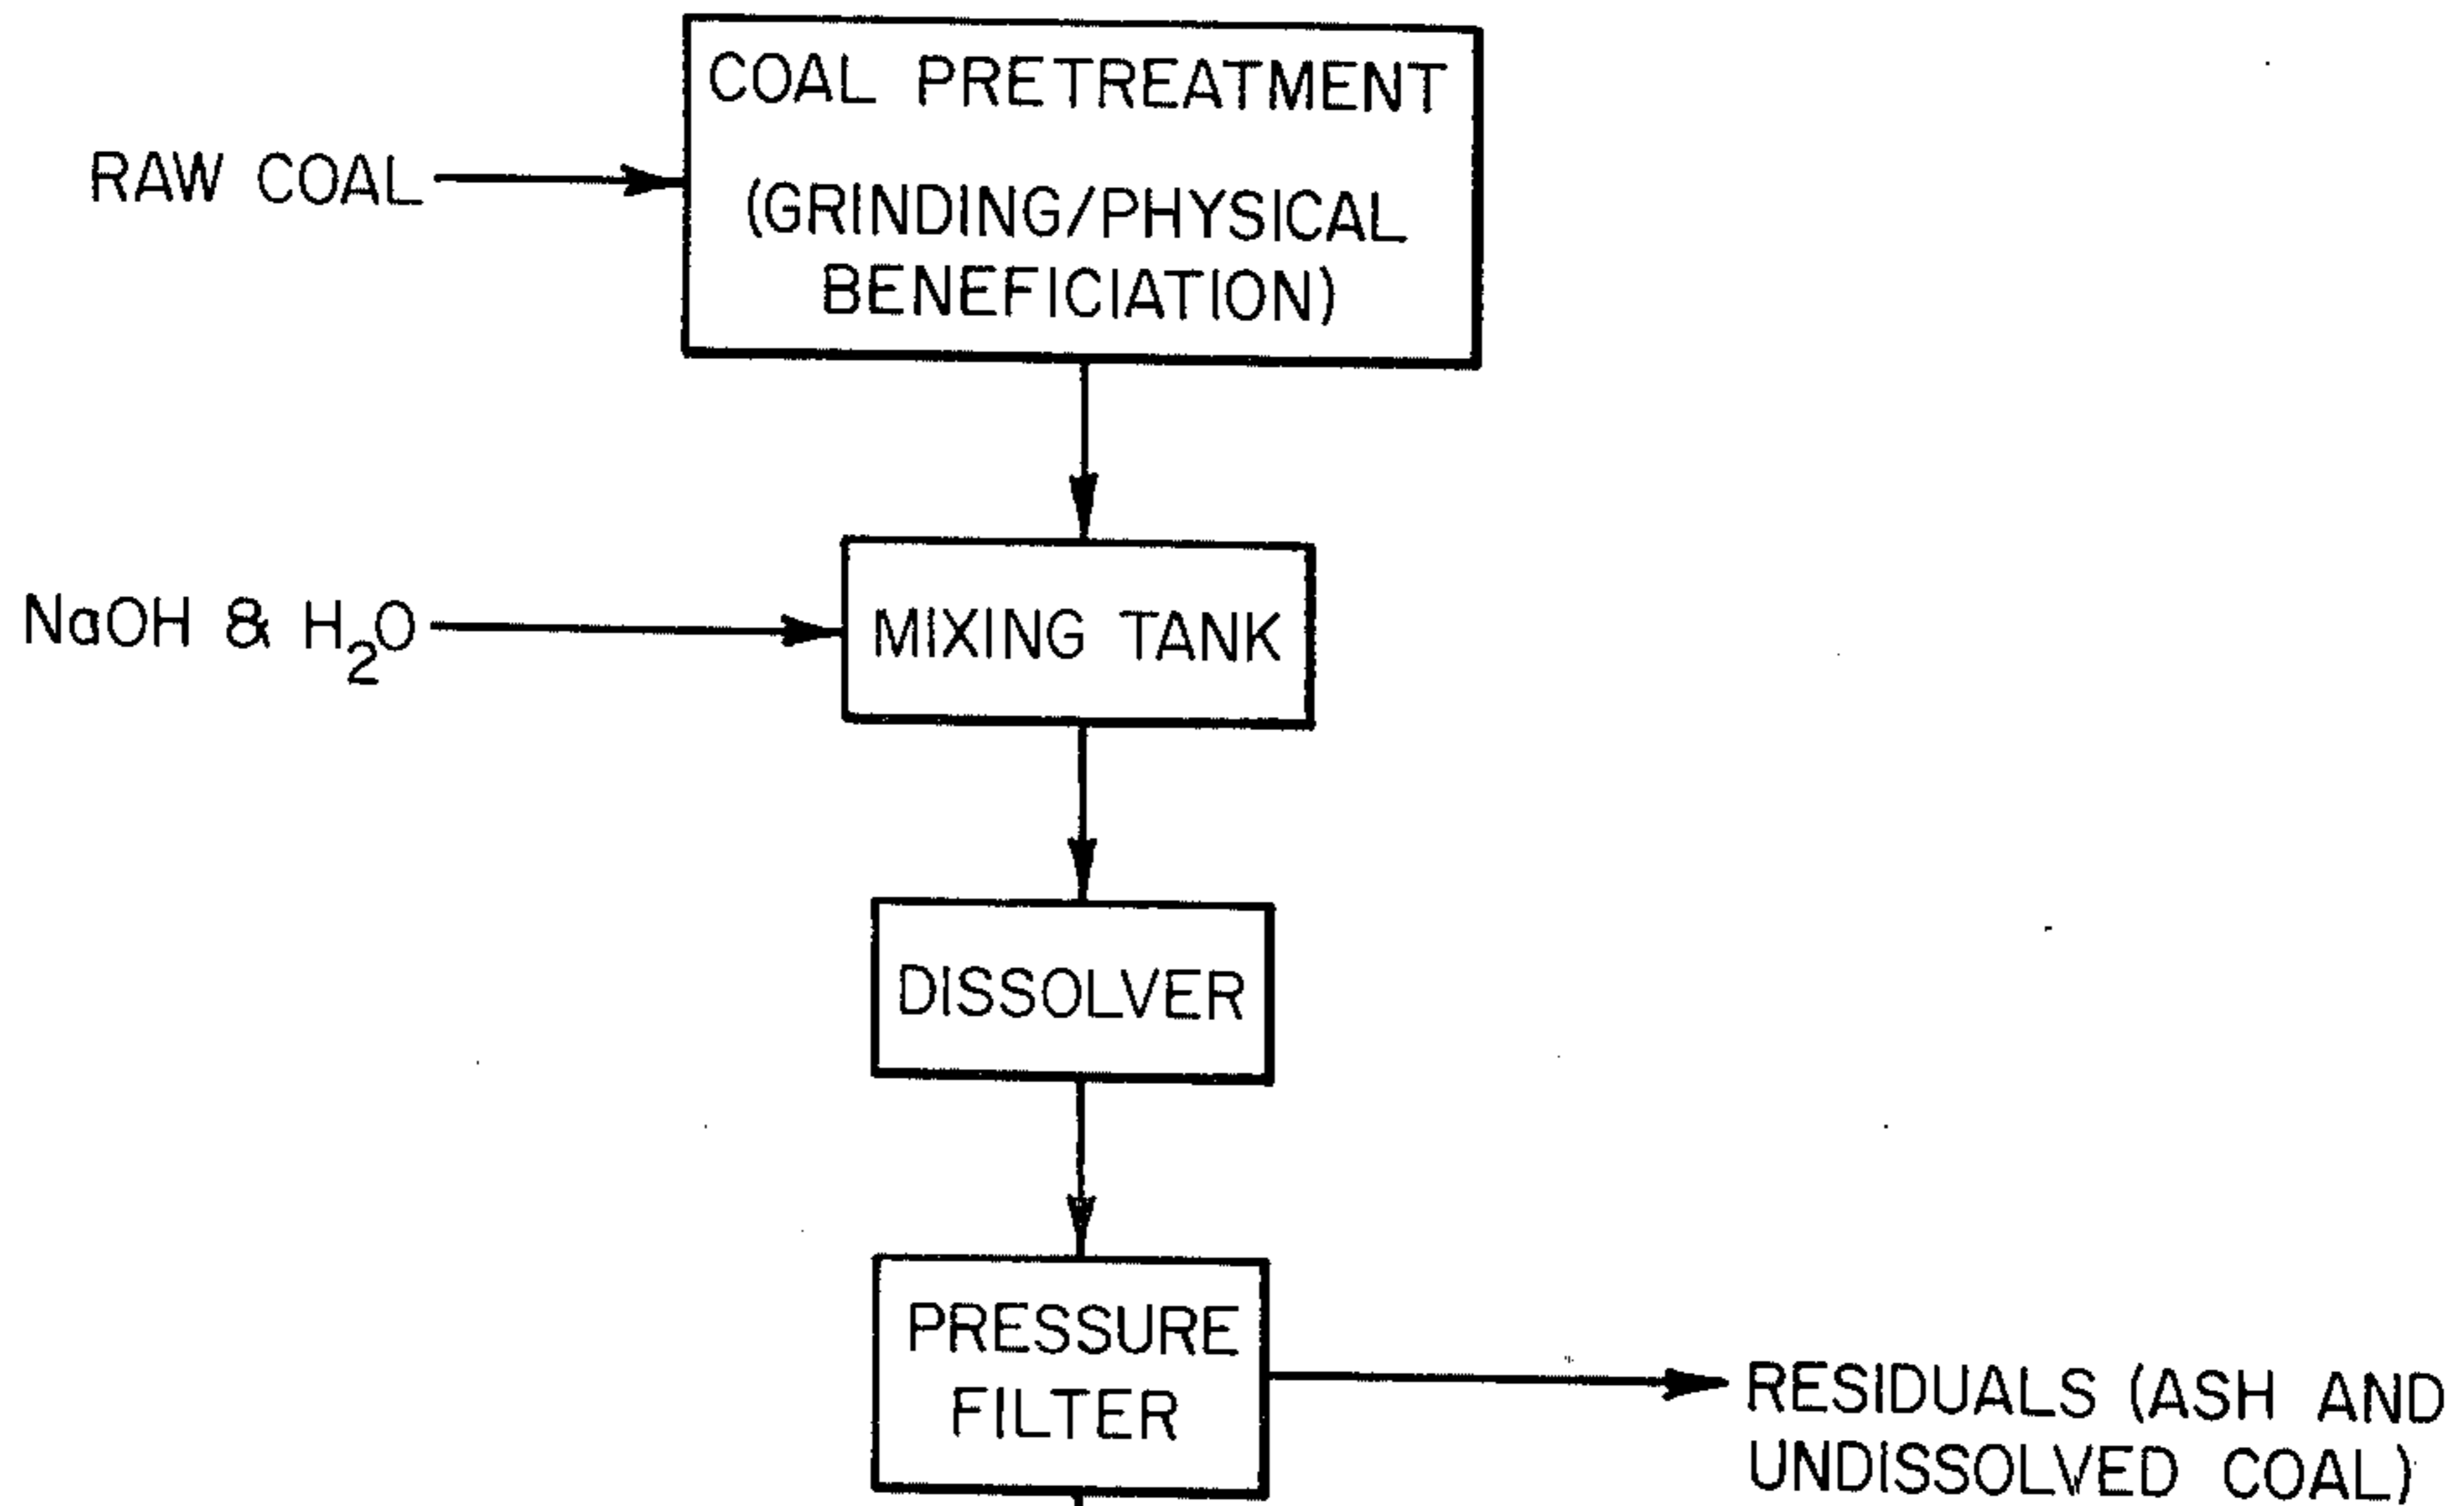 COAL PRETREATMENT
RAW COAL
(GRINDING/PHYSICAL
BENEFICIATION)
NaOH & H₂O
MIXING TANK
DISSOLVER
PRESSURE
FILTER
RESIDUALS (ASH AND
UNDISSOLVED COAL)